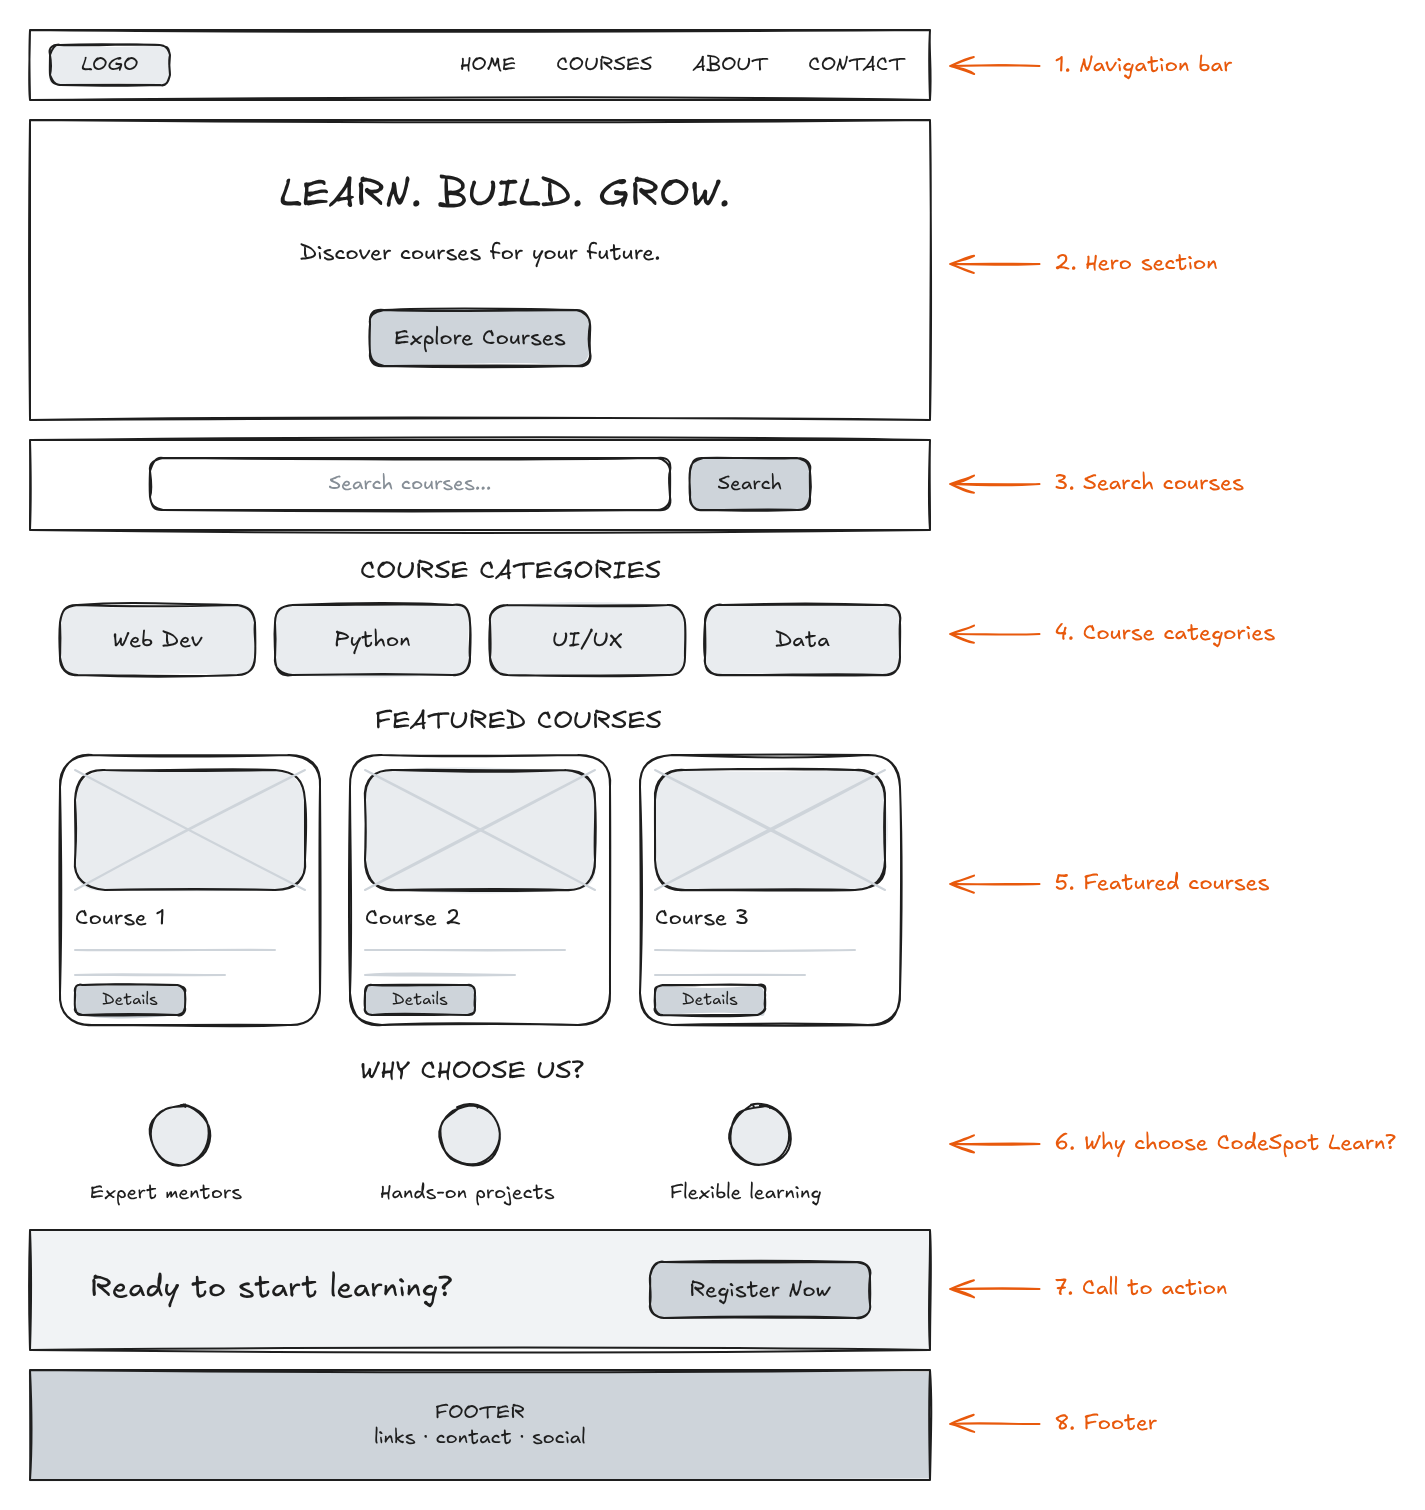 LOGO
HOME COURSES ABOUT CONTACT
1. Navigation bar
LEARN. BUILD. GROW.
Discover courses for your future.
Explore Courses
2. Hero section
Search courses...
Search
3. Search courses
COURSE CATEGORIES
Web Dev
Python
UI/UX
Data
4. Course categories
FEATURED COURSES
Course 1
Details
Course 2
Details
Course 3
Details
5. Featured courses
WHY CHOOSE US?
Expert mentors
Hands-on projects
Flexible learning
6. Why choose CodeSpot Learn?
Ready to start learning?
Register Now
7. Call to action
FOOTER
links · contact · social
8. Footer